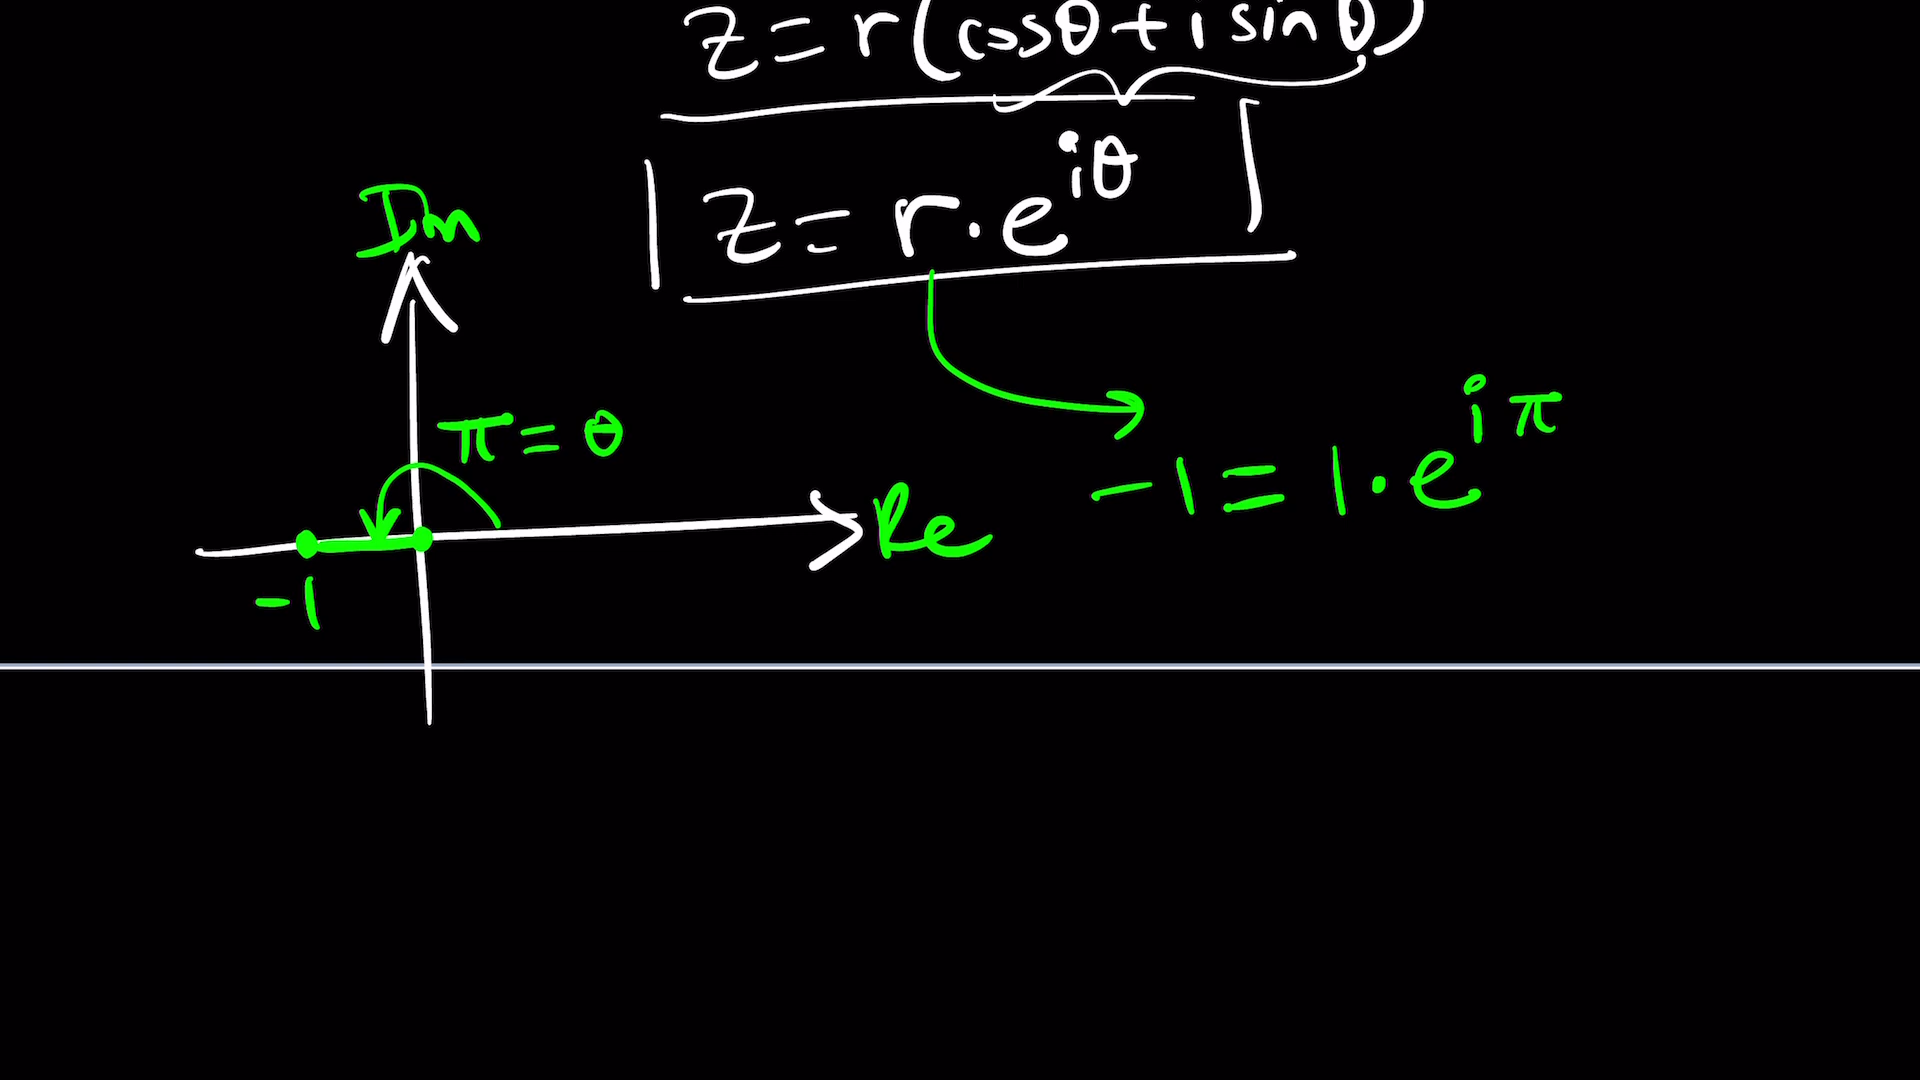 z=r(cosθ+i sinθ)
z=r·e^{iθ}
Im
π=θ
-1=1·e^{iπ}
Re
-1